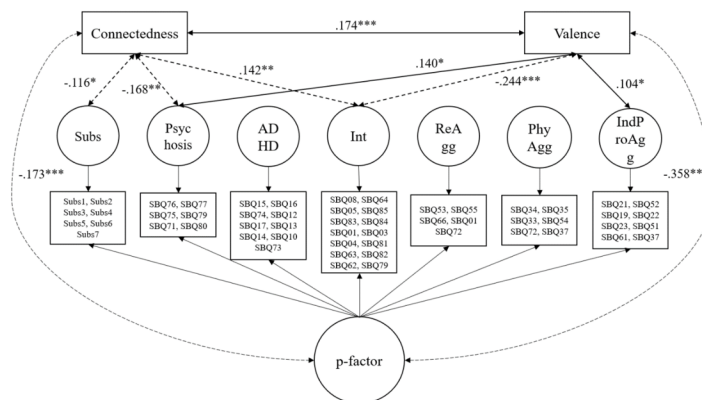 .174***
Connectedness
Valence
.142**
.140*
-.116*
-.168**
-.244***
.104*
Subs
Psyc
hosis
AD
HD
Int
ReA
gg
Phy
Agg
IndP
roAg
g
-.173***
-.358**
Subs1, Subs2
Subs3, Subs4
Subs5, Subs6
Subs7
SBQ76, SBQ77
SBQ75, SBQ79
SBQ71, SBQ80
SBQ15, SBQ16
SBQ74, SBQ12
SBQ17, SBQ13
SBQ14, SBQ10
SBQ73
SBQ08, SBQ64
SBQ05, SBQ85
SBQ83, SBQ84
SBQ01, SBQ03
SBQ04, SBQ81
SBQ63, SBQ82
SBQ62, SBQ79
SBQ53, SBQ55
SBQ66, SBQ01
SBQ72
SBQ34, SBQ35
SBQ33, SBQ54
SBQ72, SBQ37
SBQ21, SBQ52
SBQ19, SBQ22
SBQ23, SBQ51
SBQ61, SBQ37
p-factor